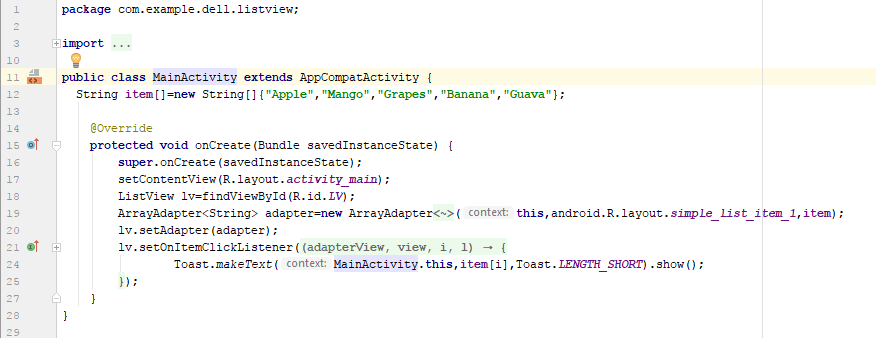 1 package com.example.dell.listview;
2
3 import ...
10
11 public class MainActivity extends AppCompatActivity {
12 String item[]=new String[]{"Apple","Mango","Grapes","Banana","Guava"};
13
14 @Override
15 protected void onCreate(Bundle savedInstanceState) {
16 super.onCreate(savedInstanceState);
17 setContentView(R.layout.activity_main);
18 ListView lv=findViewById(R.id.LV);
19 ArrayAdapter<String> adapter=new ArrayAdapter<~>( context: this,android.R.layout.simple_list_item_1,item);
20 lv.setAdapter(adapter);
21 lv.setOnItemClickListener((adapterView, view, i, l) → {
24 Toast.makeText( context: MainActivity.this,item[i],Toast.LENGTH_SHORT).show();
25 });
27 }
28 }
29